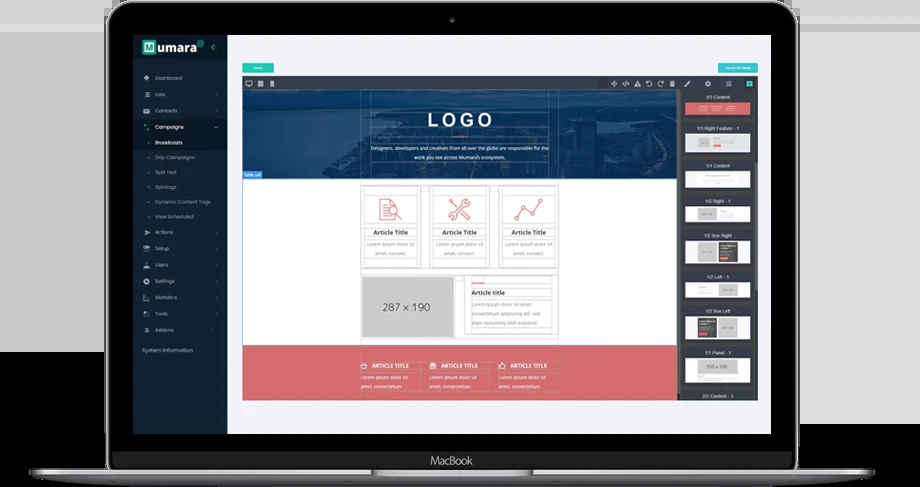 Mumara
Dashboard
Lists
Contacts
Campaigns
Broadcasts
Drip Campaigns
Split Test
Spintags
Dynamic Content Tags
View Scheduled
Actions
Setup
Users
Settings
Statistics
Tools
Addons
System Information
LOGO
Designers, developers and creatives from all over the globe are responsible for the
work you see across Mumara's ecosystem.
Table cell
Article Title
Lorem ipsum dolor sit
amet, consect.
Article Title
Lorem ipsum dolor sit
amet, consect.
Article Title
Lorem ipsum dolor sit
amet, consect.
287 × 190
Article title
Lorem ipsum dolor sit amet,
consectetuer adipiscing elit, sed
diam nonummy nibh euismod.
ARTICLE TITLE
Lorem ipsum dolor sit
amet, consectetuer.
ARTICLE TITLE
Lorem ipsum dolor sit
amet, consectetuer.
ARTICLE TITLE
Lorem ipsum dolor sit
amet, consectetuer.
3/3 Content
1/3 Right Feature - 1
1/1 Content
1/2 Right - 1
1/2 Box Right
1/2 Left - 1
1/2 Box Left
1/1 Panel - 1
2/2 Content - 1
MacBook